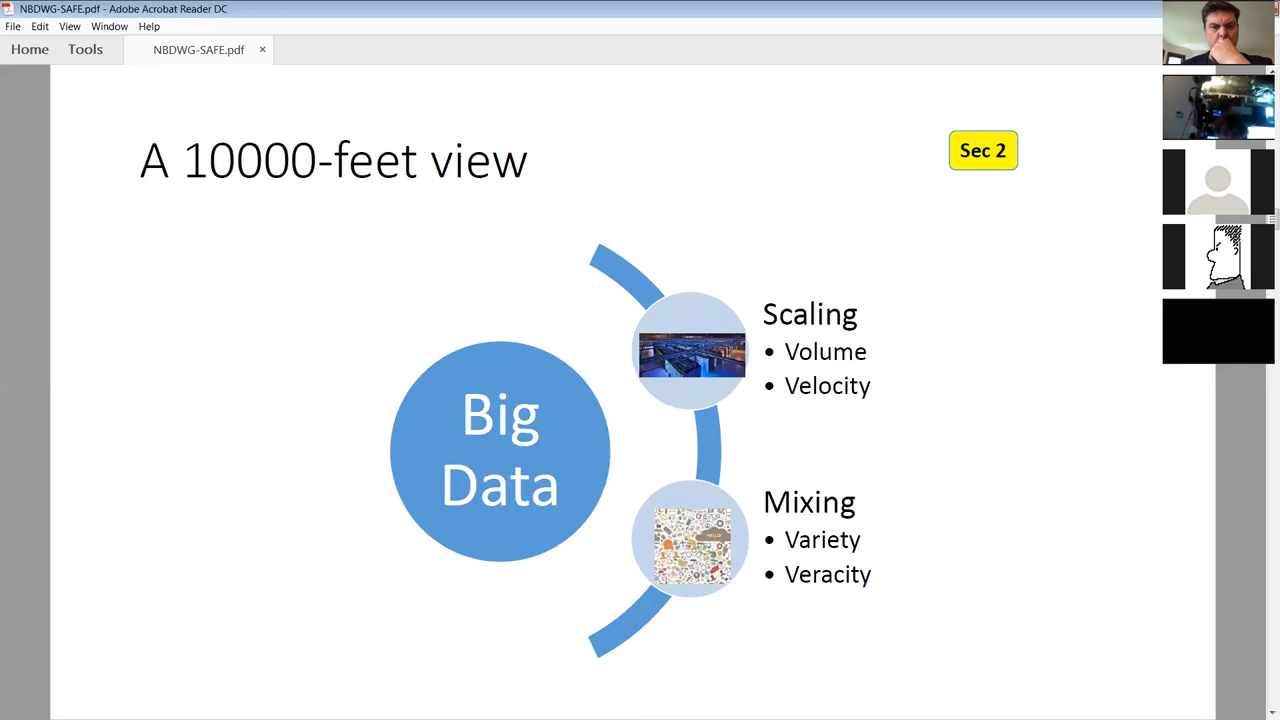 NBDWG-SAFE.pdf - Adobe Acrobat Reader DC
File Edit View Window Help
Home Tools NBDWG-SAFE.pdf ×
A 10000-feet view
Sec 2
Big
Data
Scaling
• Volume
• Velocity
HELLO!
Mixing
• Variety
• Veracity